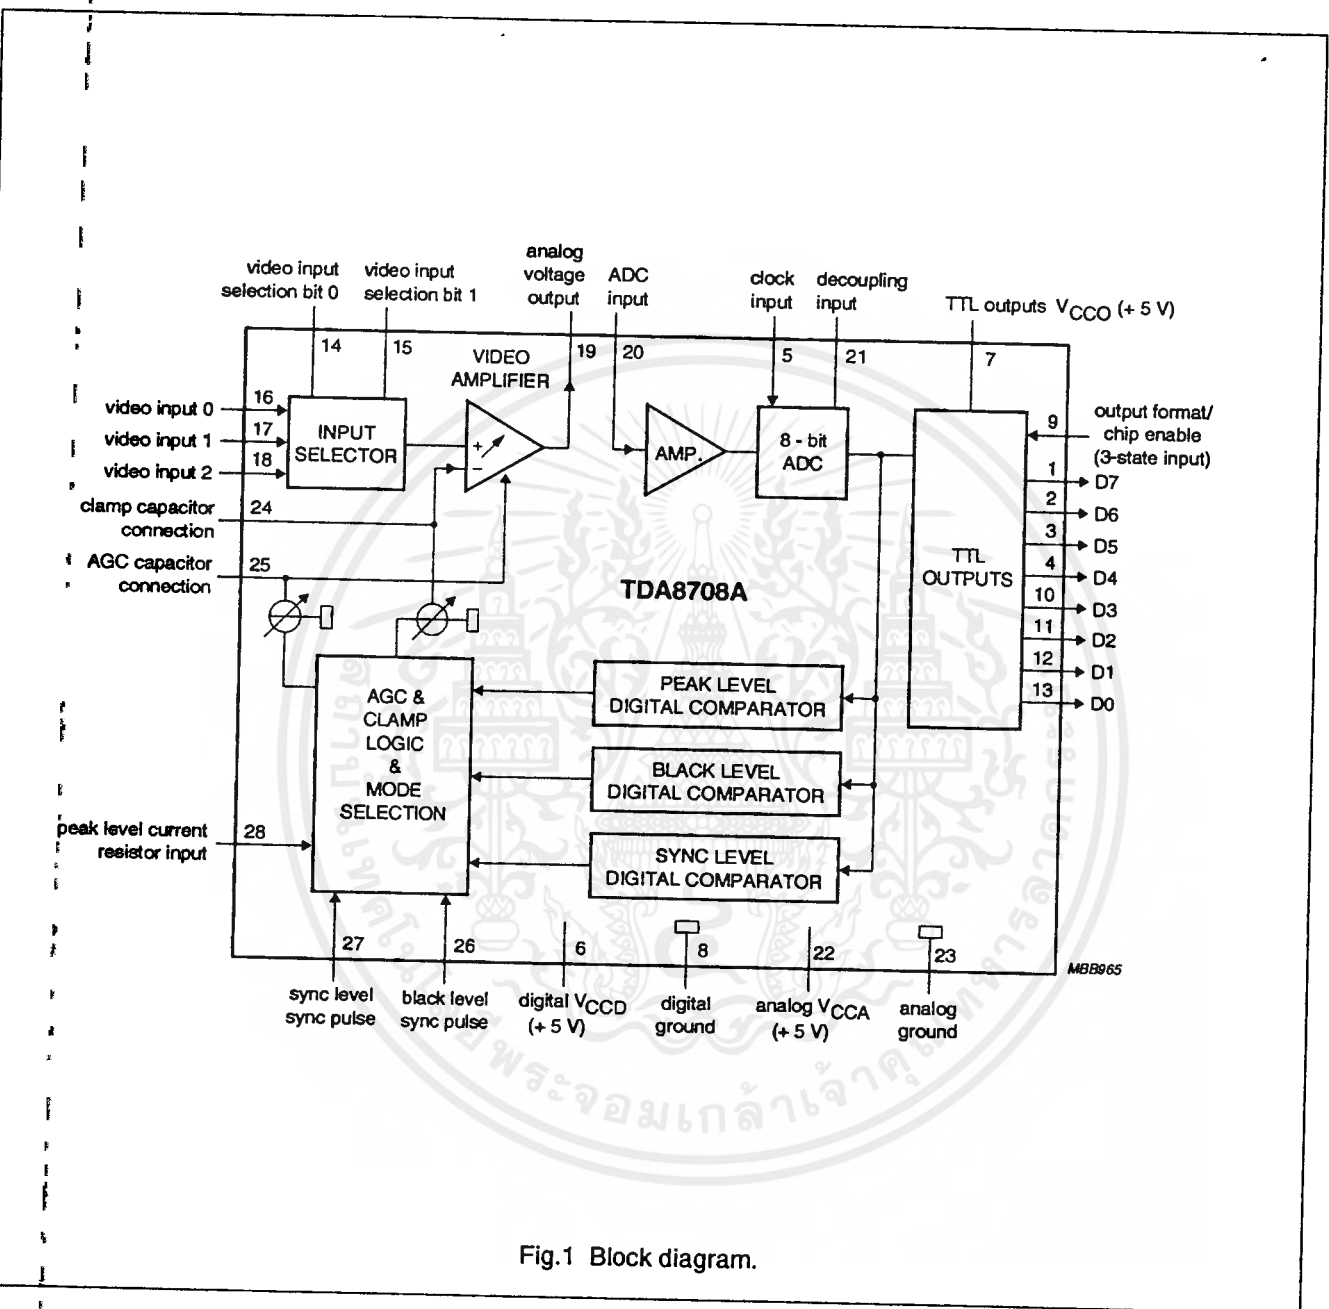 video input
selection bit 0
video input
selection bit 1
analog
voltage
output
ADC
input
clock
input
decoupling
input
TTL outputs VCCO (+ 5 V)
14
15
19
20
5
21
7
VIDEO
AMPLIFIER
video input 0
16
video input 1
17
video input 2
18
INPUT
SELECTOR
+
−
AMP.
8 - bit
ADC
9
output format/
chip enable
(3-state input)
1
D7
2
D6
3
D5
4
D4
10
D3
11
D2
12
D1
13
D0
TTL
OUTPUTS
clamp capacitor
connection
24
AGC capacitor
connection
25
TDA8708A
AGC &
CLAMP
LOGIC
&
MODE
SELECTION
PEAK LEVEL
DIGITAL COMPARATOR
BLACK LEVEL
DIGITAL COMPARATOR
SYNC LEVEL
DIGITAL COMPARATOR
peak level current
resistor input
28
27
26
6
8
22
23
MBB965
sync level
sync pulse
black level
sync pulse
digital VCCD
(+ 5 V)
digital
ground
analog VCCA
(+ 5 V)
analog
ground
Fig.1 Block diagram.